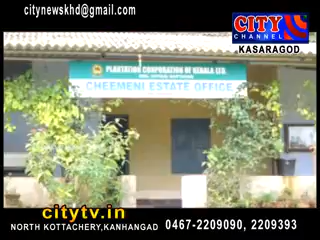 citynewskhd@gmail.com
CITY
CHANNEL
KASARAGOD
PLANTATION CORPORATION OF KERALA LTD.
CHEEMENI ESTATE OFFICE
citytv.in
NORTH KOTTACHERY,KANHANGAD 0467-2209090, 2209393